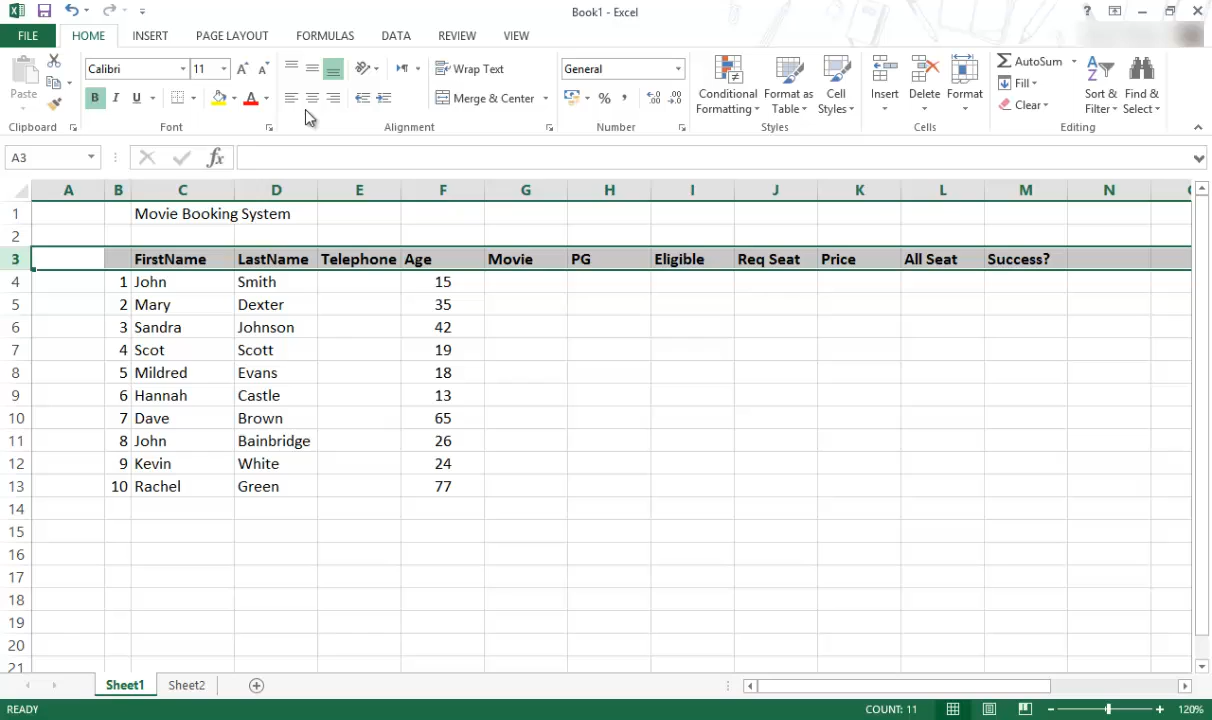 Book1 - Excel
?
FILE HOME INSERT PAGE LAYOUT FORMULAS DATA REVIEW VIEW
Paste
Calibri 11
B I U A
Wrap Text
Merge & Center
General
%
Conditional Formatting
Format as Table
Cell Styles
Insert
Delete
Format
AutoSum
Fill
Clear
Sort & Filter
Find & Select
Clipboard Font Alignment Number Styles Cells Editing
A3 fx
A B C D E F G H I J K L M N
1 Movie Booking System
2
3 FirstName LastName Telephone Age Movie PG Eligible Req Seat Price All Seat Success?
4 1 John Smith 15
5 2 Mary Dexter 35
6 3 Sandra Johnson 42
7 4 Scot Scott 19
8 5 Mildred Evans 18
9 6 Hannah Castle 13
10 7 Dave Brown 65
11 8 John Bainbridge 26
12 9 Kevin White 24
13 10 Rachel Green 77
14
15
16
17
18
19
20
21
Sheet1 Sheet2
READY COUNT: 11 120%